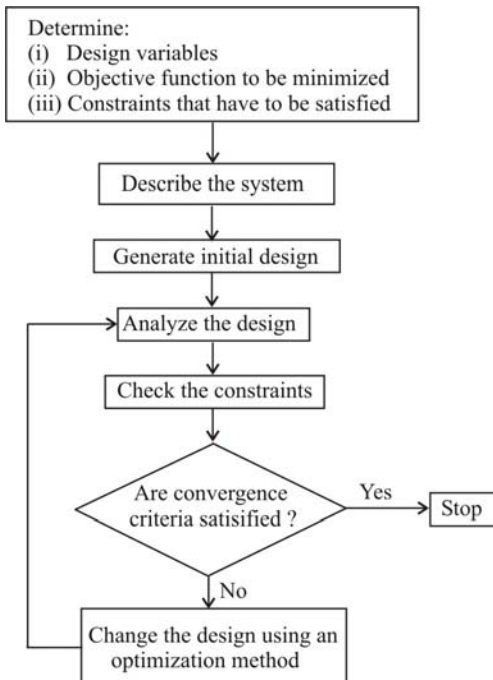 Determine:
(i) Design variables
(ii) Objective function to be minimized
(iii) Constraints that have to be satisfied
Describe the system
Generate initial design
Analyze the design
Check the constraints
Are convergence
criteria satisified ?
Yes
Stop
No
Change the design using an
optimization method